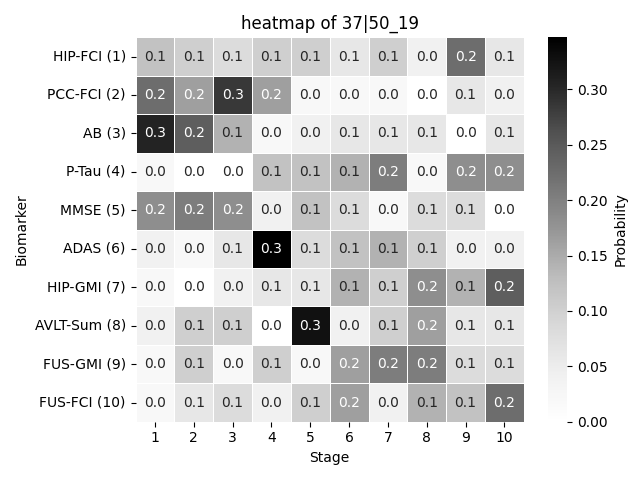 heatmap of 37|50_19
HIP-FCI (1) 0.1 0.1 0.1 0.1 0.1 0.1 0.1 0.0 0.2 0.1
PCC-FCI (2) 0.2 0.2 0.3 0.2 0.0 0.0 0.0 0.0 0.1 0.0
AB (3) 0.3 0.2 0.1 0.0 0.0 0.1 0.1 0.1 0.0 0.1
P-Tau (4) 0.0 0.0 0.0 0.1 0.1 0.1 0.2 0.0 0.2 0.2
MMSE (5) 0.2 0.2 0.2 0.0 0.1 0.1 0.0 0.1 0.1 0.0
ADAS (6) 0.0 0.0 0.1 0.3 0.1 0.1 0.1 0.1 0.0 0.0
HIP-GMI (7) 0.0 0.0 0.0 0.1 0.1 0.1 0.1 0.2 0.1 0.2
AVLT-Sum (8) 0.0 0.1 0.1 0.0 0.3 0.0 0.1 0.2 0.1 0.1
FUS-GMI (9) 0.0 0.1 0.0 0.1 0.0 0.2 0.2 0.2 0.1 0.1
FUS-FCI (10) 0.0 0.1 0.1 0.0 0.1 0.2 0.0 0.1 0.1 0.2
1 2 3 4 5 6 7 8 9 10
Stage
Biomarker
0.30
0.25
0.20
0.15
0.10
0.05
0.00
Probability